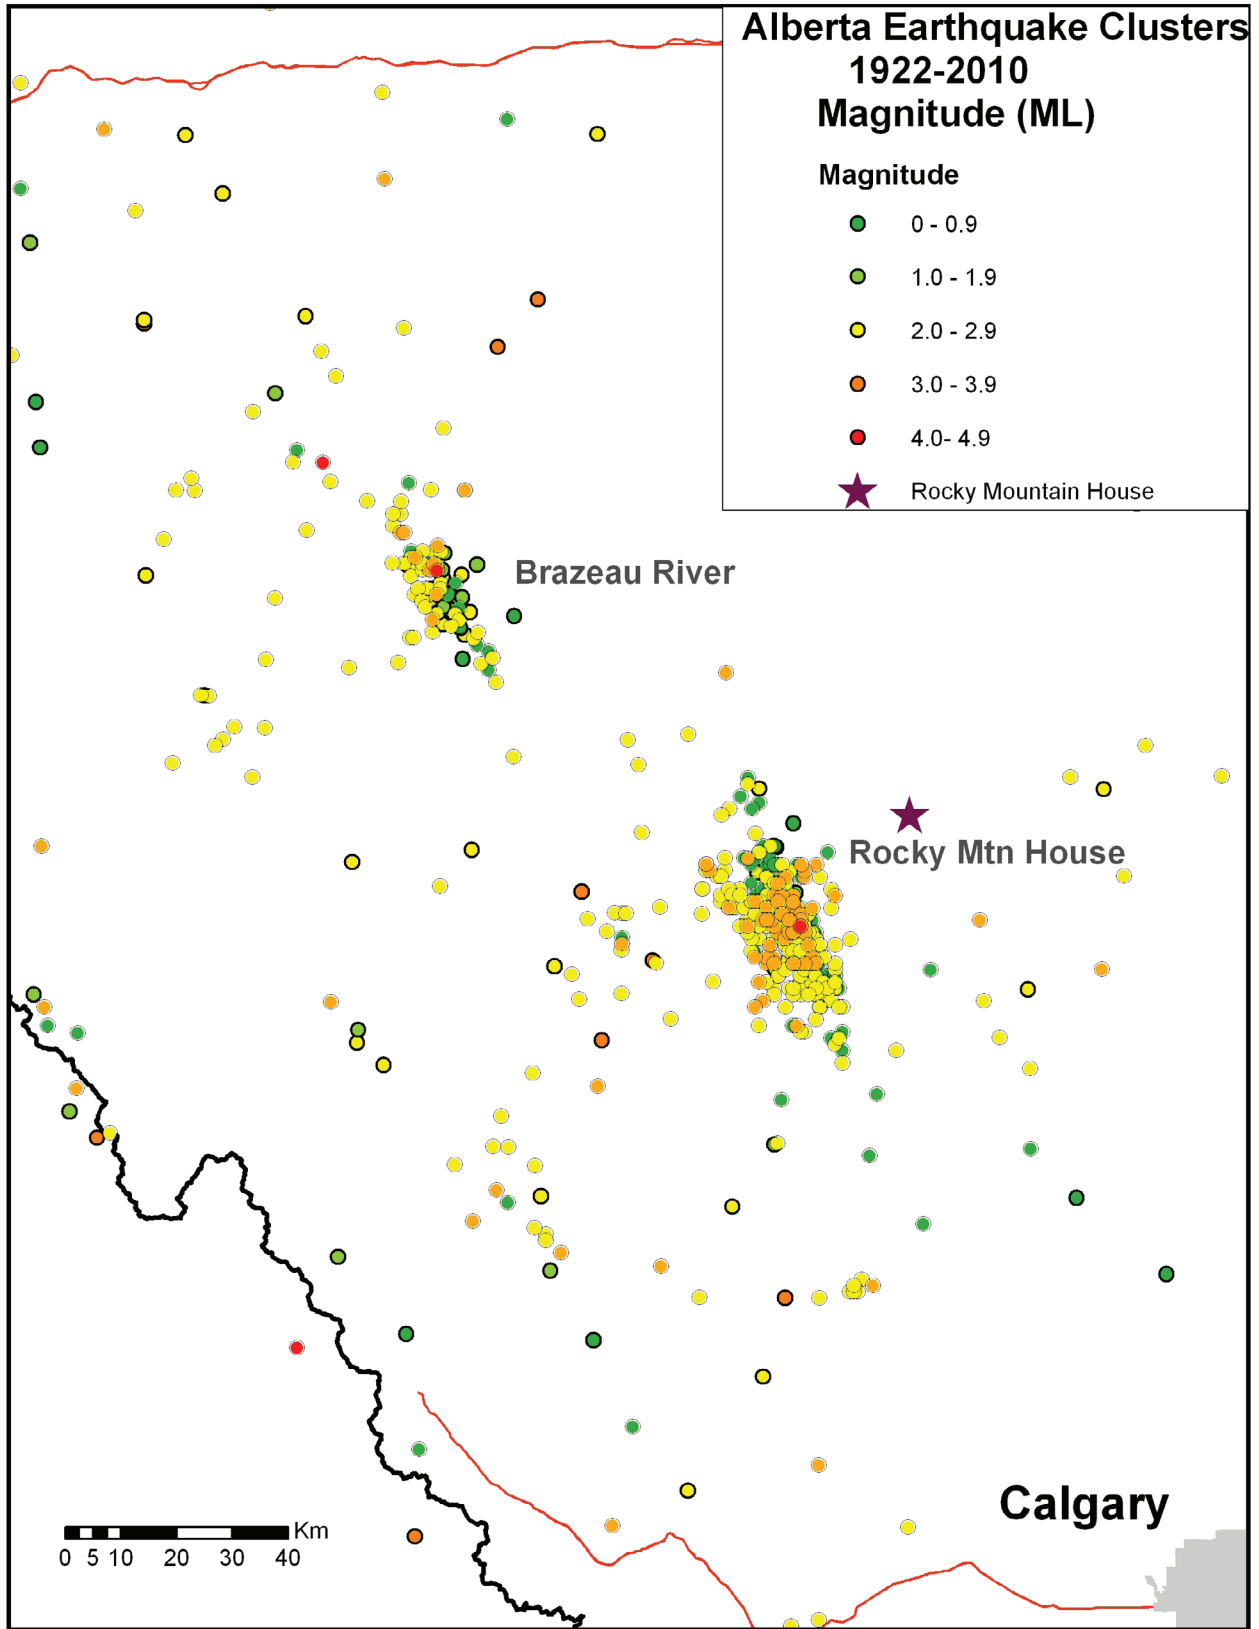 Alberta Earthquake Clusters
1922-2010
Magnitude (ML)
Magnitude
0 - 0.9
1.0 - 1.9
2.0 - 2.9
3.0 - 3.9
4.0- 4.9
Rocky Mountain House
Brazeau River
Rocky Mtn House
Calgary
Km
0 5 10 20 30 40